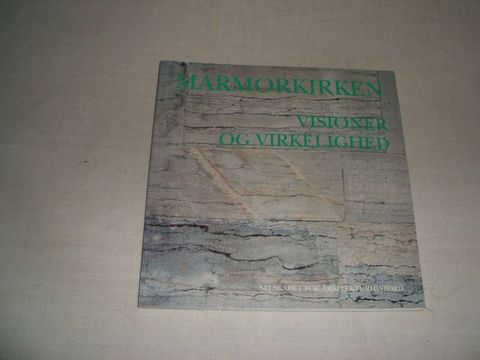 MARMORKIRKEN
VISIONER
OG VIRKELIGHED
SELSKABET FOR ARKITEKTURHISTORIE